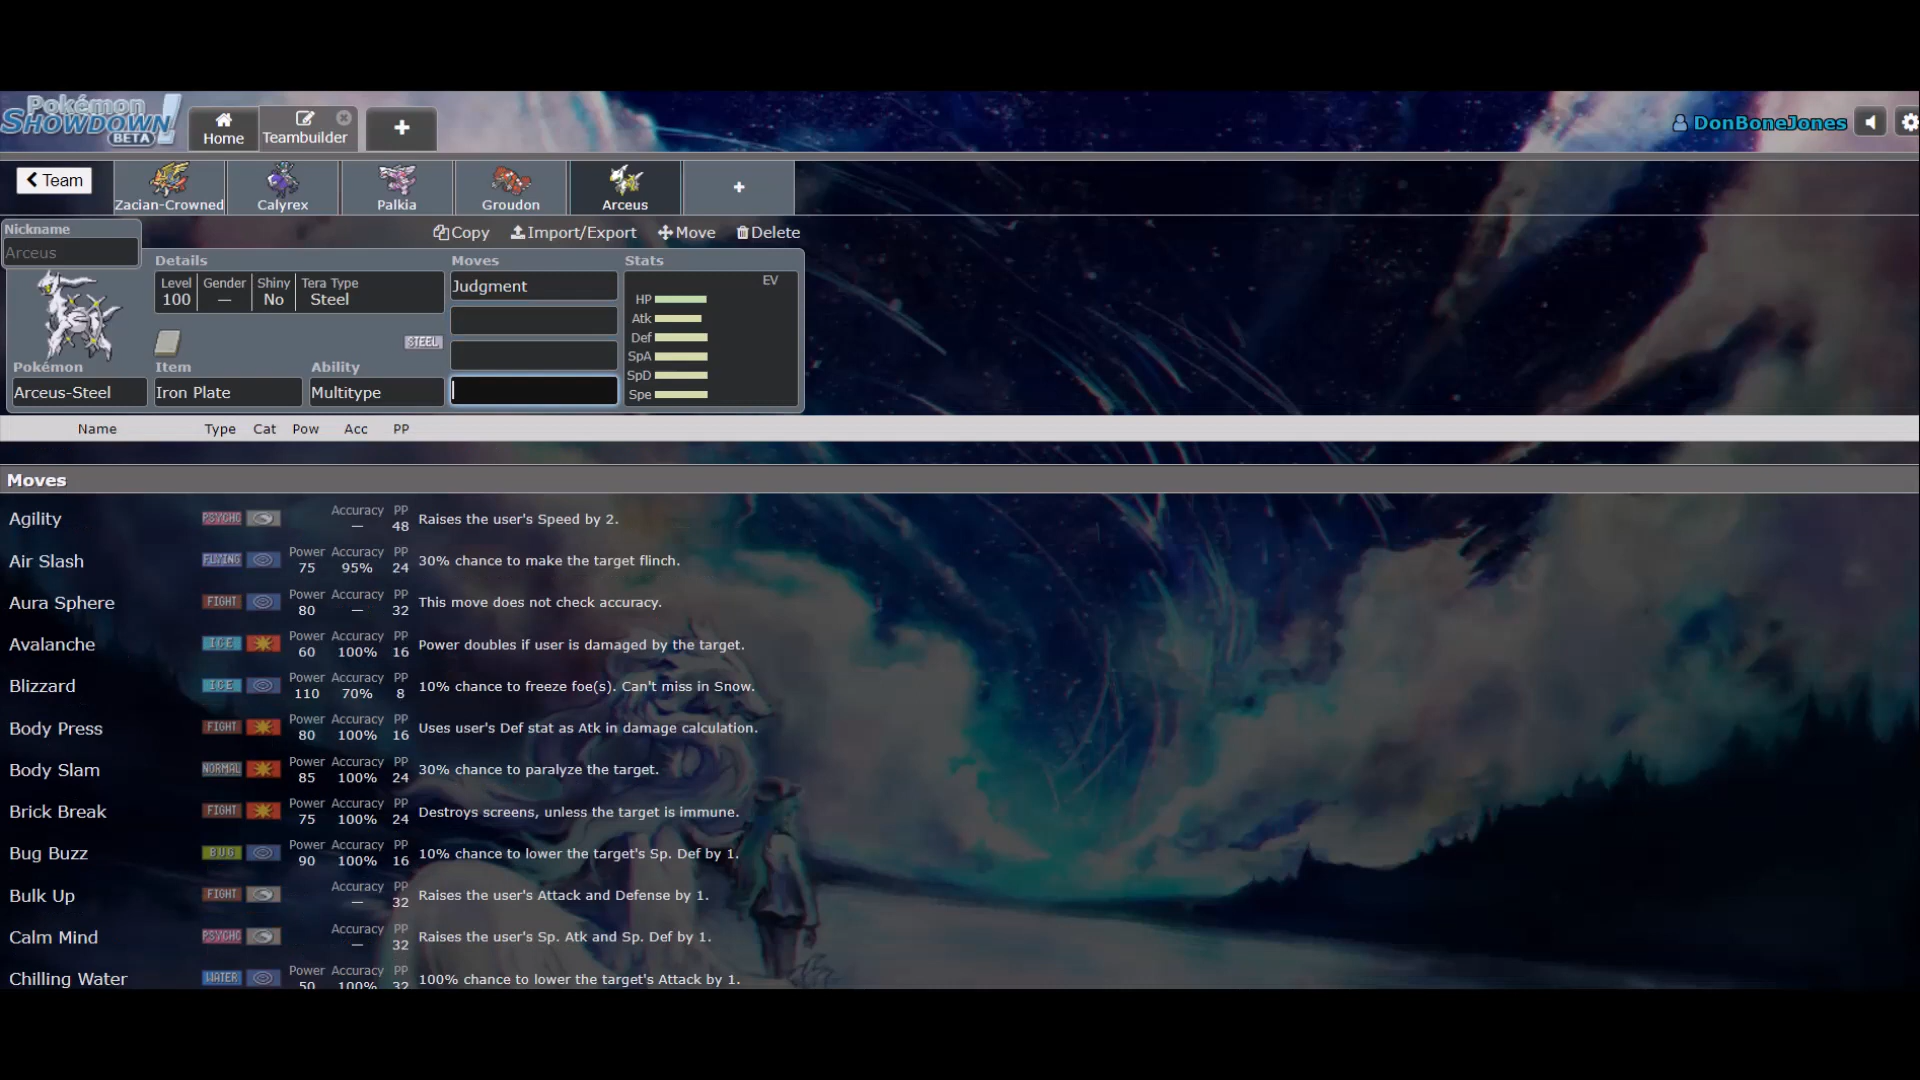 Pokémon
SHOWDOWN!
BETA
Home
Teambuilder
+
DonBoneJones
Team
Zacian-Crowned
Calyrex
Palkia
Groudon
Arceus
+
Nickname
Arceus
Copy Import/Export Move Delete
Details
Level Gender Shiny Tera Type
100 — No Steel
STEEL
Pokémon Item Ability
Arceus-Steel Iron Plate Multitype
Moves
Judgment
Stats
EV
HP
Atk
Def
SpA
SpD
Spe
Name Type Cat Pow Acc PP
Moves
Agility PSYCHC Accuracy — PP 48 Raises the user's Speed by 2.
Air Slash FLYING Power 75 Accuracy 95% PP 24 30% chance to make the target flinch.
Aura Sphere FIGHT Power 80 Accuracy — PP 32 This move does not check accuracy.
Avalanche ICE Power 60 Accuracy 100% PP 16 Power doubles if user is damaged by the target.
Blizzard ICE Power 110 Accuracy 70% PP 8 10% chance to freeze foe(s). Can't miss in Snow.
Body Press FIGHT Power 80 Accuracy 100% PP 16 Uses user's Def stat as Atk in damage calculation.
Body Slam NORMAL Power 85 Accuracy 100% PP 24 30% chance to paralyze the target.
Brick Break FIGHT Power 75 Accuracy 100% PP 24 Destroys screens, unless the target is immune.
Bug Buzz BUG Power 90 Accuracy 100% PP 16 10% chance to lower the target's Sp. Def by 1.
Bulk Up FIGHT Accuracy — PP 32 Raises the user's Attack and Defense by 1.
Calm Mind PSYCHC Accuracy — PP 32 Raises the user's Sp. Atk and Sp. Def by 1.
Chilling Water WATER Power 50 Accuracy 100% PP 32 100% chance to lower the target's Attack by 1.